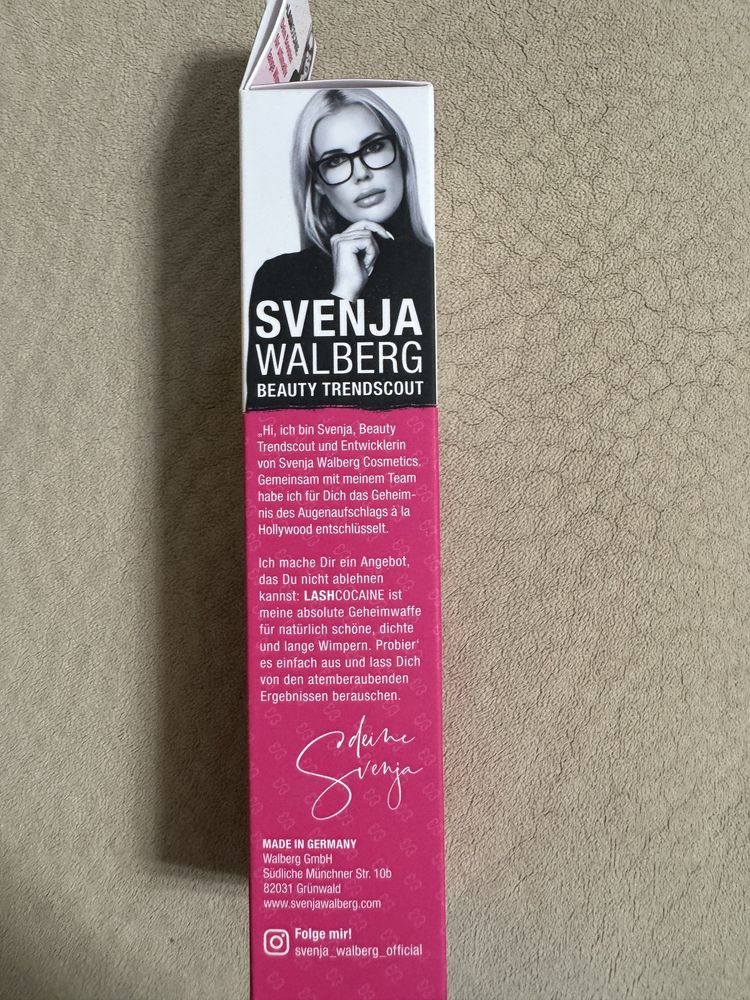 SVENJA
WALBERG
BEAUTY TRENDSCOUT
„Hi, ich bin Svenja, Beauty
Trendscout und Entwicklerin
von Svenja Walberg Cosmetics.
Gemeinsam mit meinem Team
habe ich für Dich das Geheim-
nis des Augenaufschlags à la
Hollywood entschlüsselt.
Ich mache Dir ein Angebot,
das Du nicht ablehnen
kannst: LASHCOCAINE ist
meine absolute Geheimwaffe
für natürlich schöne, dichte
und lange Wimpern. Probier‘
es einfach aus und lass Dich
von den atemberaubenden
Ergebnissen berauschen.
deine
Svenja
MADE IN GERMANY
Walberg GmbH
Südliche Münchner Str. 10b
82031 Grünwald
www.svenjawalberg.com
Folge mir!
svenja_walberg_official